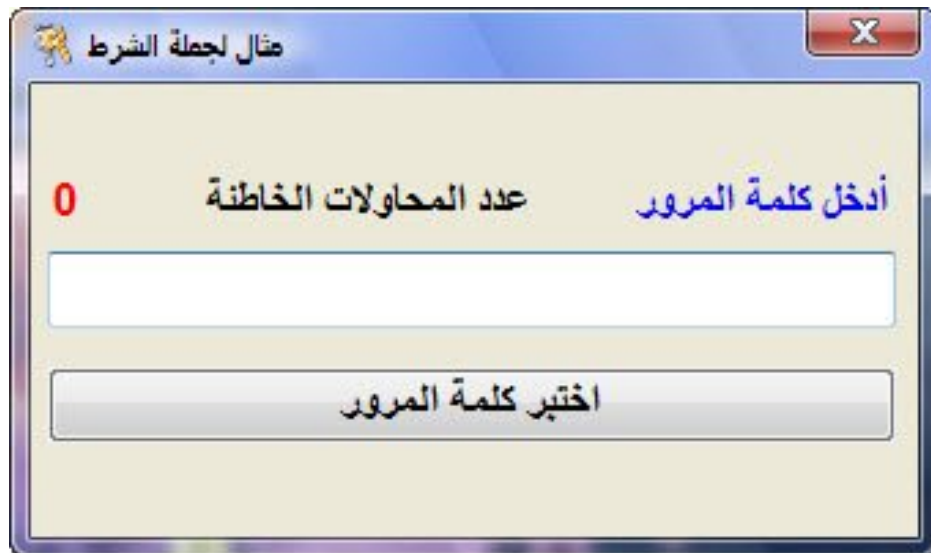 مثال لجملة الشرط
أدخل كلمة المرور عدد المحاولات الخاطئة 0
اختبر كلمة المرور